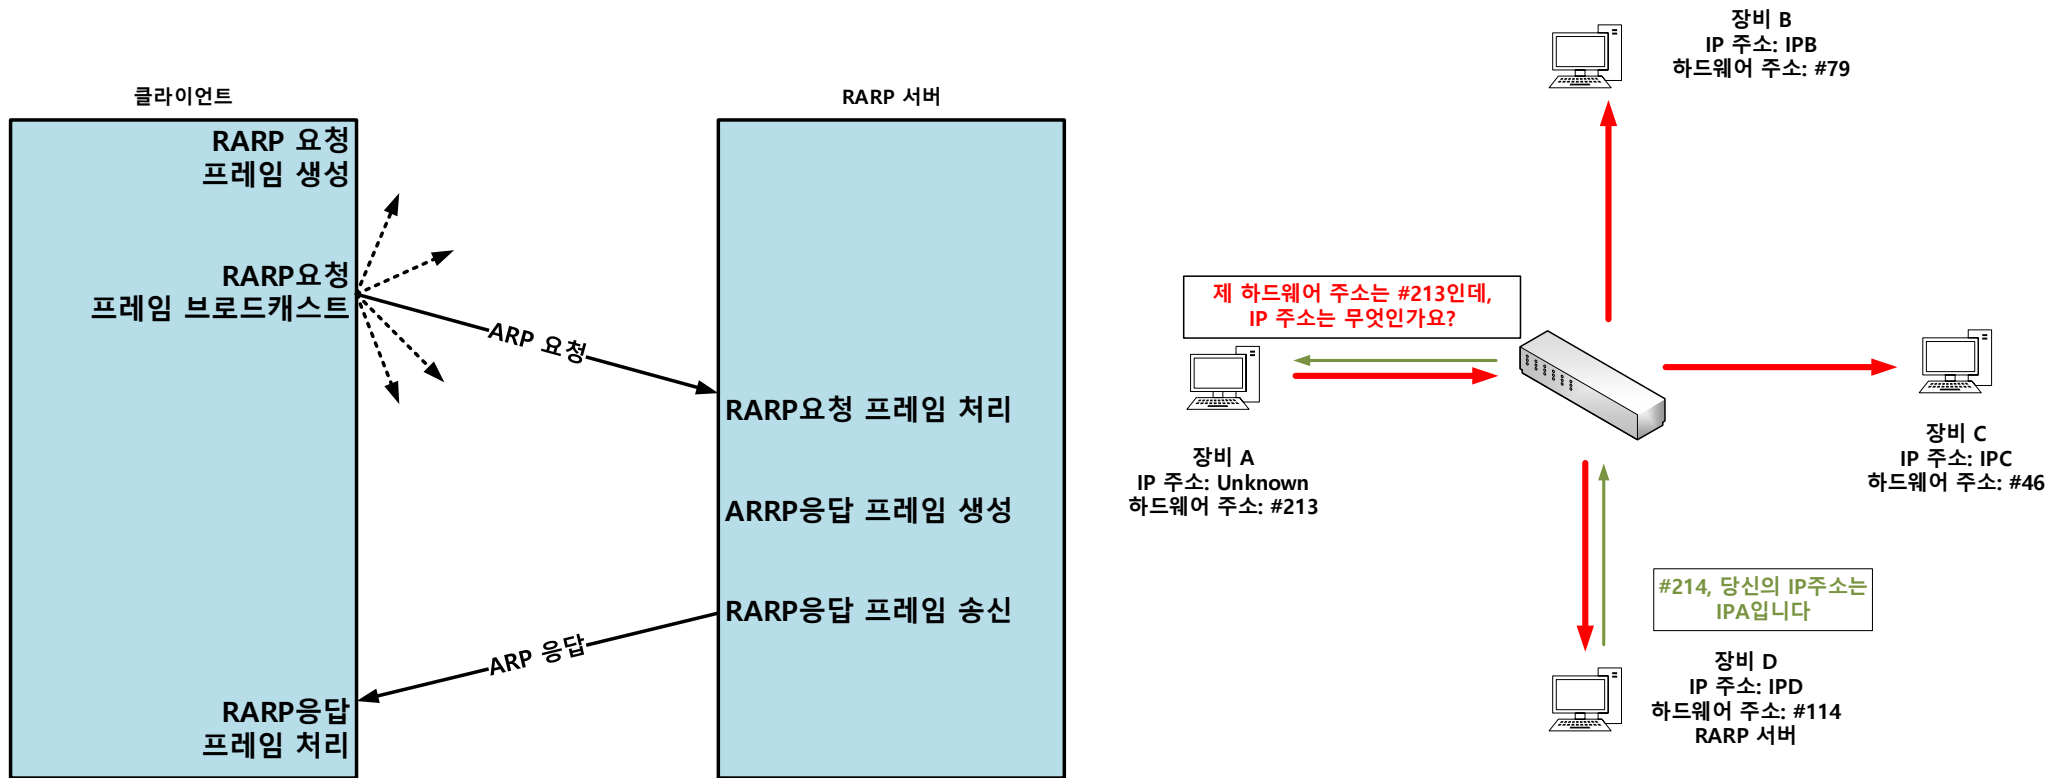 클라이언트
RARP 요청
프레임 생성
RARP요청
프레임 브로드캐스트
ARP 요청
ARP 응답
RARP응답
프레임 처리
RARP 서버
RARP요청 프레임 처리
ARRP응답 프레임 생성
RARP응답 프레임 송신
장비 B
IP 주소: IPB
하드웨어 주소: #79
제 하드웨어 주소는 #213인데,
IP 주소는 무엇인가요?
장비 A
IP 주소: Unknown
하드웨어 주소: #213
장비 C
IP 주소: IPC
하드웨어 주소: #46
#214, 당신의 IP주소는
IPA입니다
장비 D
IP 주소: IPD
하드웨어 주소: #114
RARP 서버